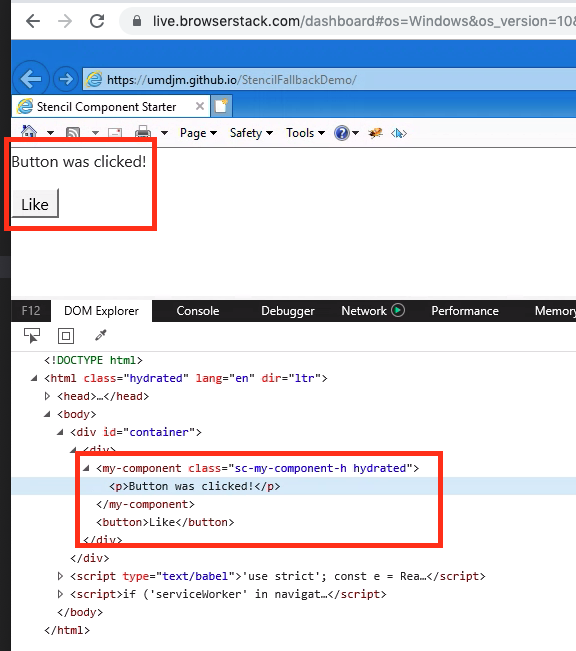 live.browserstack.com/dashboard#os=Windows&os_version=10&
https://umdjm.github.io/StencilFallbackDemo/
Stencil Component Starter
Page Safety Tools
Button was clicked!
Like
F12 DOM Explorer Console Debugger Network Performance Memory
<!DOCTYPE html>
<html class="hydrated" lang="en" dir="ltr">
<head>…</head>
<body>
<div id="container">
<div>
<my-component class="sc-my-component-h hydrated">
<p>Button was clicked!</p>
</my-component>
<button>Like</button>
</div>
</div>
<script type="text/babel">'use strict'; const e = Rea…</script>
<script>if ('serviceWorker' in navigat…</script>
</body>
</html>